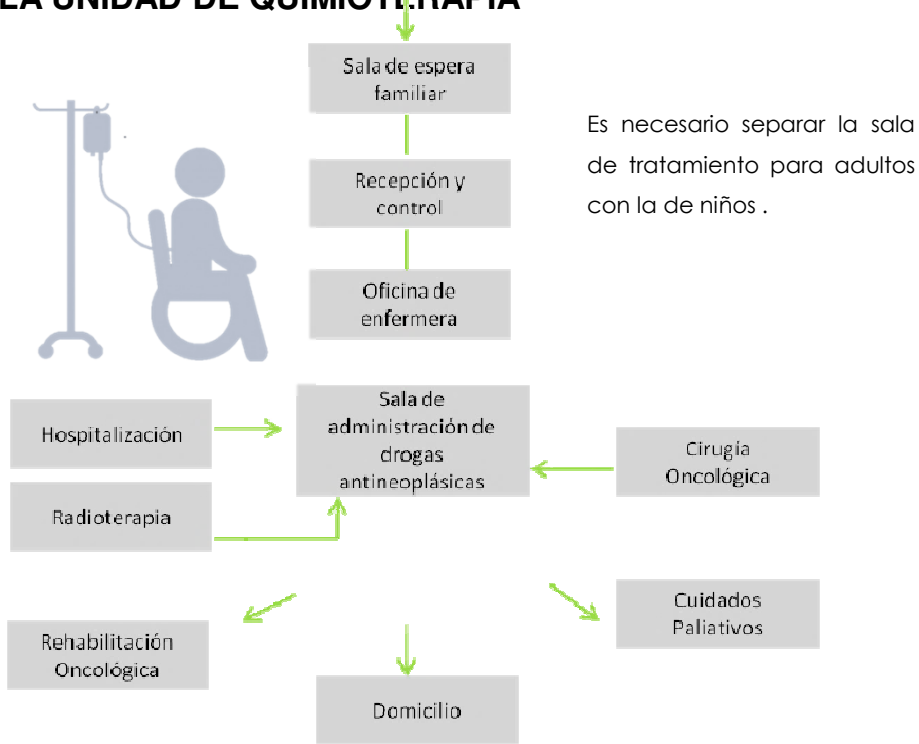 LA UNIDAD DE QUIMIOTERAPIA
Sala de espera
familiar
Es necesario separar la sala
de tratamiento para adultos
con la de niños .
Recepción y
control
Oficina de
enfermera
Sala de
administración de
drogas
antineoplásicas
Hospitalización
Cirugía
Oncológica
Radioterapia
Cuidados
Paliativos
Rehabilitación
Oncológica
Domicilio